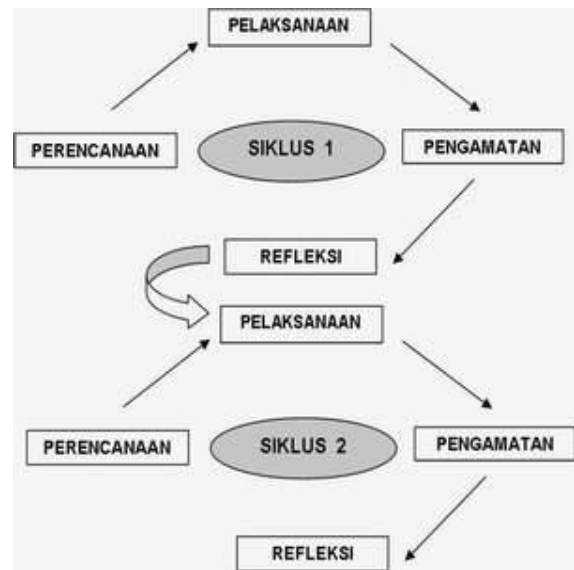 PELAKSANAAN
PERENCANAAN
SIKLUS 1
PENGAMATAN
REFLEKSI
PELAKSANAAN
PERENCANAAN
SIKLUS 2
PENGAMATAN
REFLEKSI